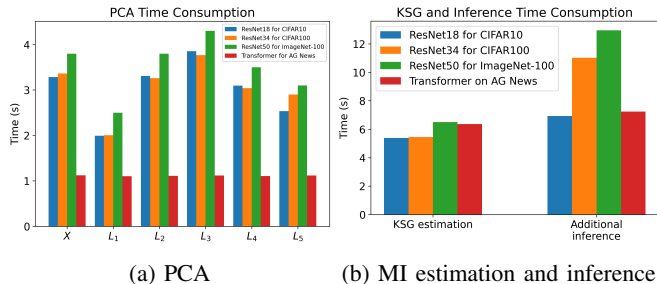 PCA Time Consumption
Time (s)
4
3
2
1
0
ResNet18 for CIFAR10
ResNet34 for CIFAR100
ResNet50 for ImageNet-100
Transformer for AG News
X L1 L2 L3 L4 L5
(a) PCA
KSG and Inference Time Consumption
Time (s)
12
10
8
6
4
2
0
ResNet18 for CIFAR10
ResNet34 for CIFAR100
ResNet50 for ImageNet-100
Transformer on AG News
KSG estimation Additional
inference
(b) MI estimation and inference